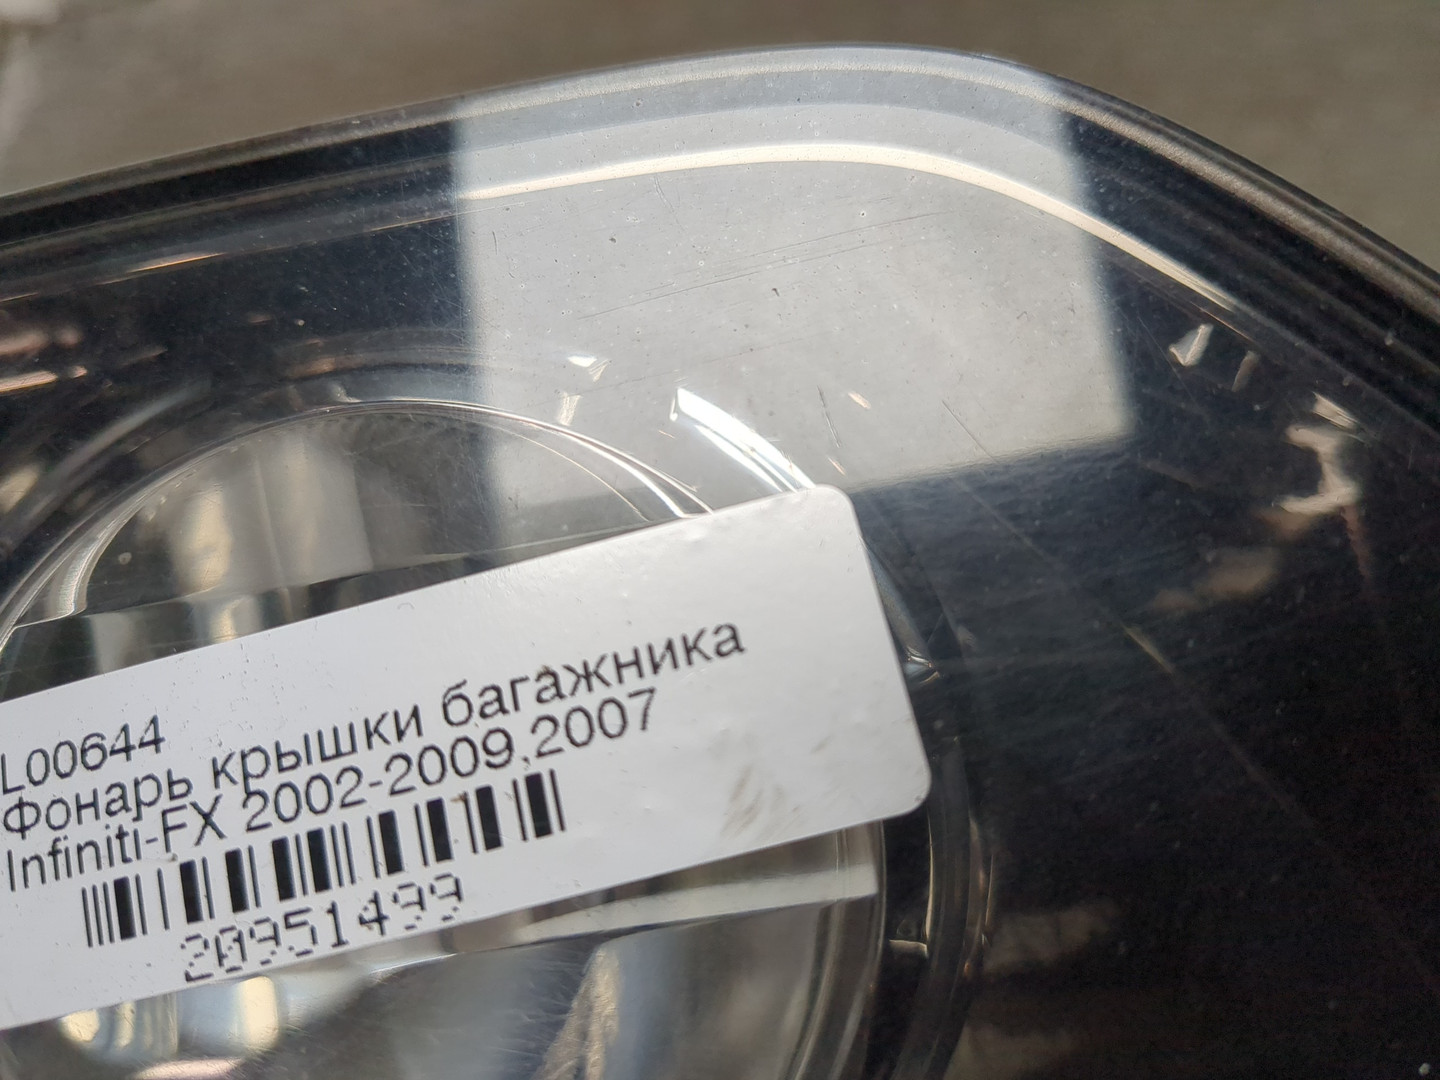 L00644
Фонарь крышки багажника
Infiniti-FX 2002-2009,2007
20951499